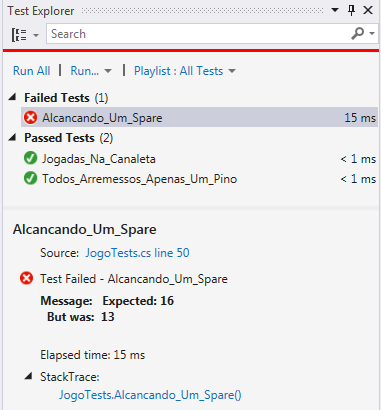 Test Explorer
Search
Run All | Run... | Playlist : All Tests
Failed Tests (1)
Alcancando_Um_Spare 15 ms
Passed Tests (2)
Jogadas_Na_Canaleta < 1 ms
Todos_Arremessos_Apenas_Um_Pino < 1 ms
Alcancando_Um_Spare
Source: JogoTests.cs line 50
Test Failed - Alcancando_Um_Spare
Message: Expected: 16
But was: 13
Elapsed time: 15 ms
StackTrace:
JogoTests.Alcancando_Um_Spare()